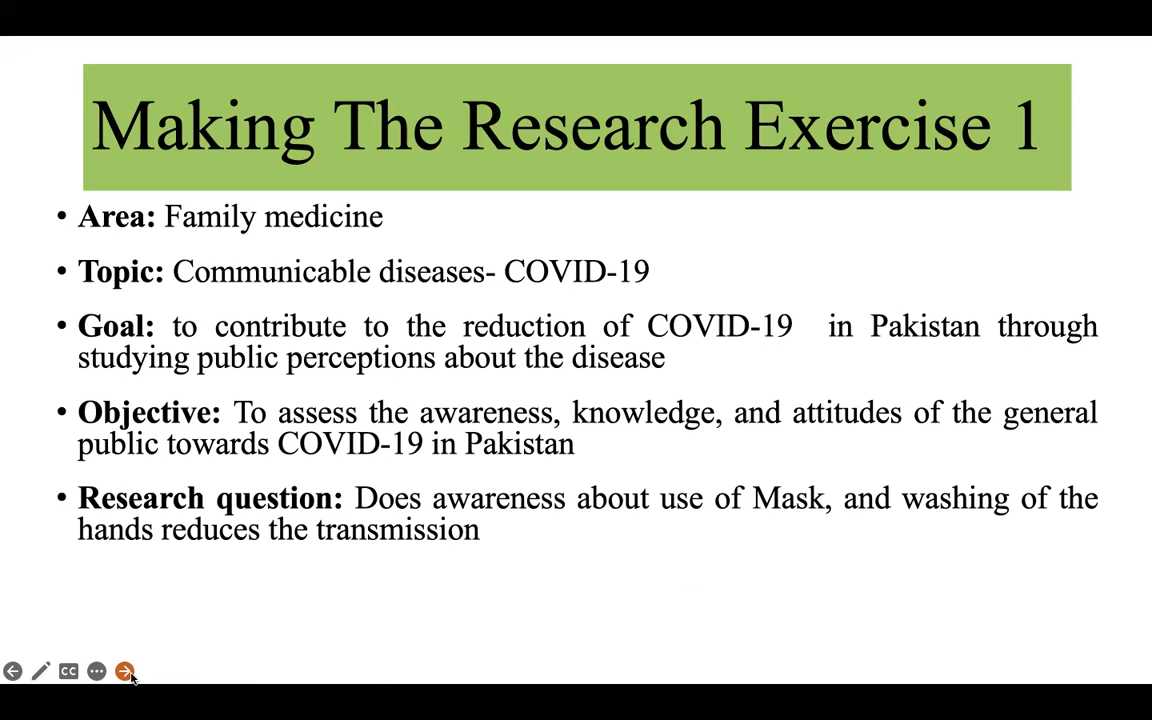 Making The Research Exercise 1
• Area: Family medicine
• Topic: Communicable diseases- COVID-19
• Goal: to contribute to the reduction of COVID-19 in Pakistan through
studying public perceptions about the disease
• Objective: To assess the awareness, knowledge, and attitudes of the general
public towards COVID-19 in Pakistan
• Research question: Does awareness about use of Mask, and washing of the
hands reduces the transmission
CC